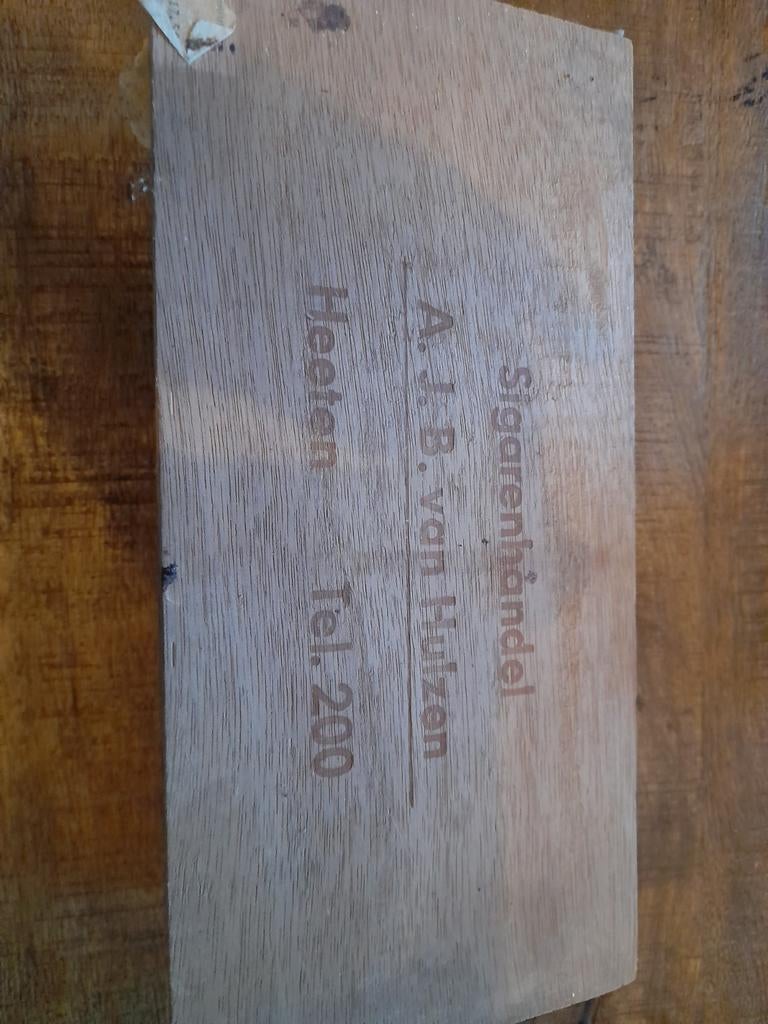 Sigarenhandel
A. J. B. van Hulzen
Heeten Tel. 200